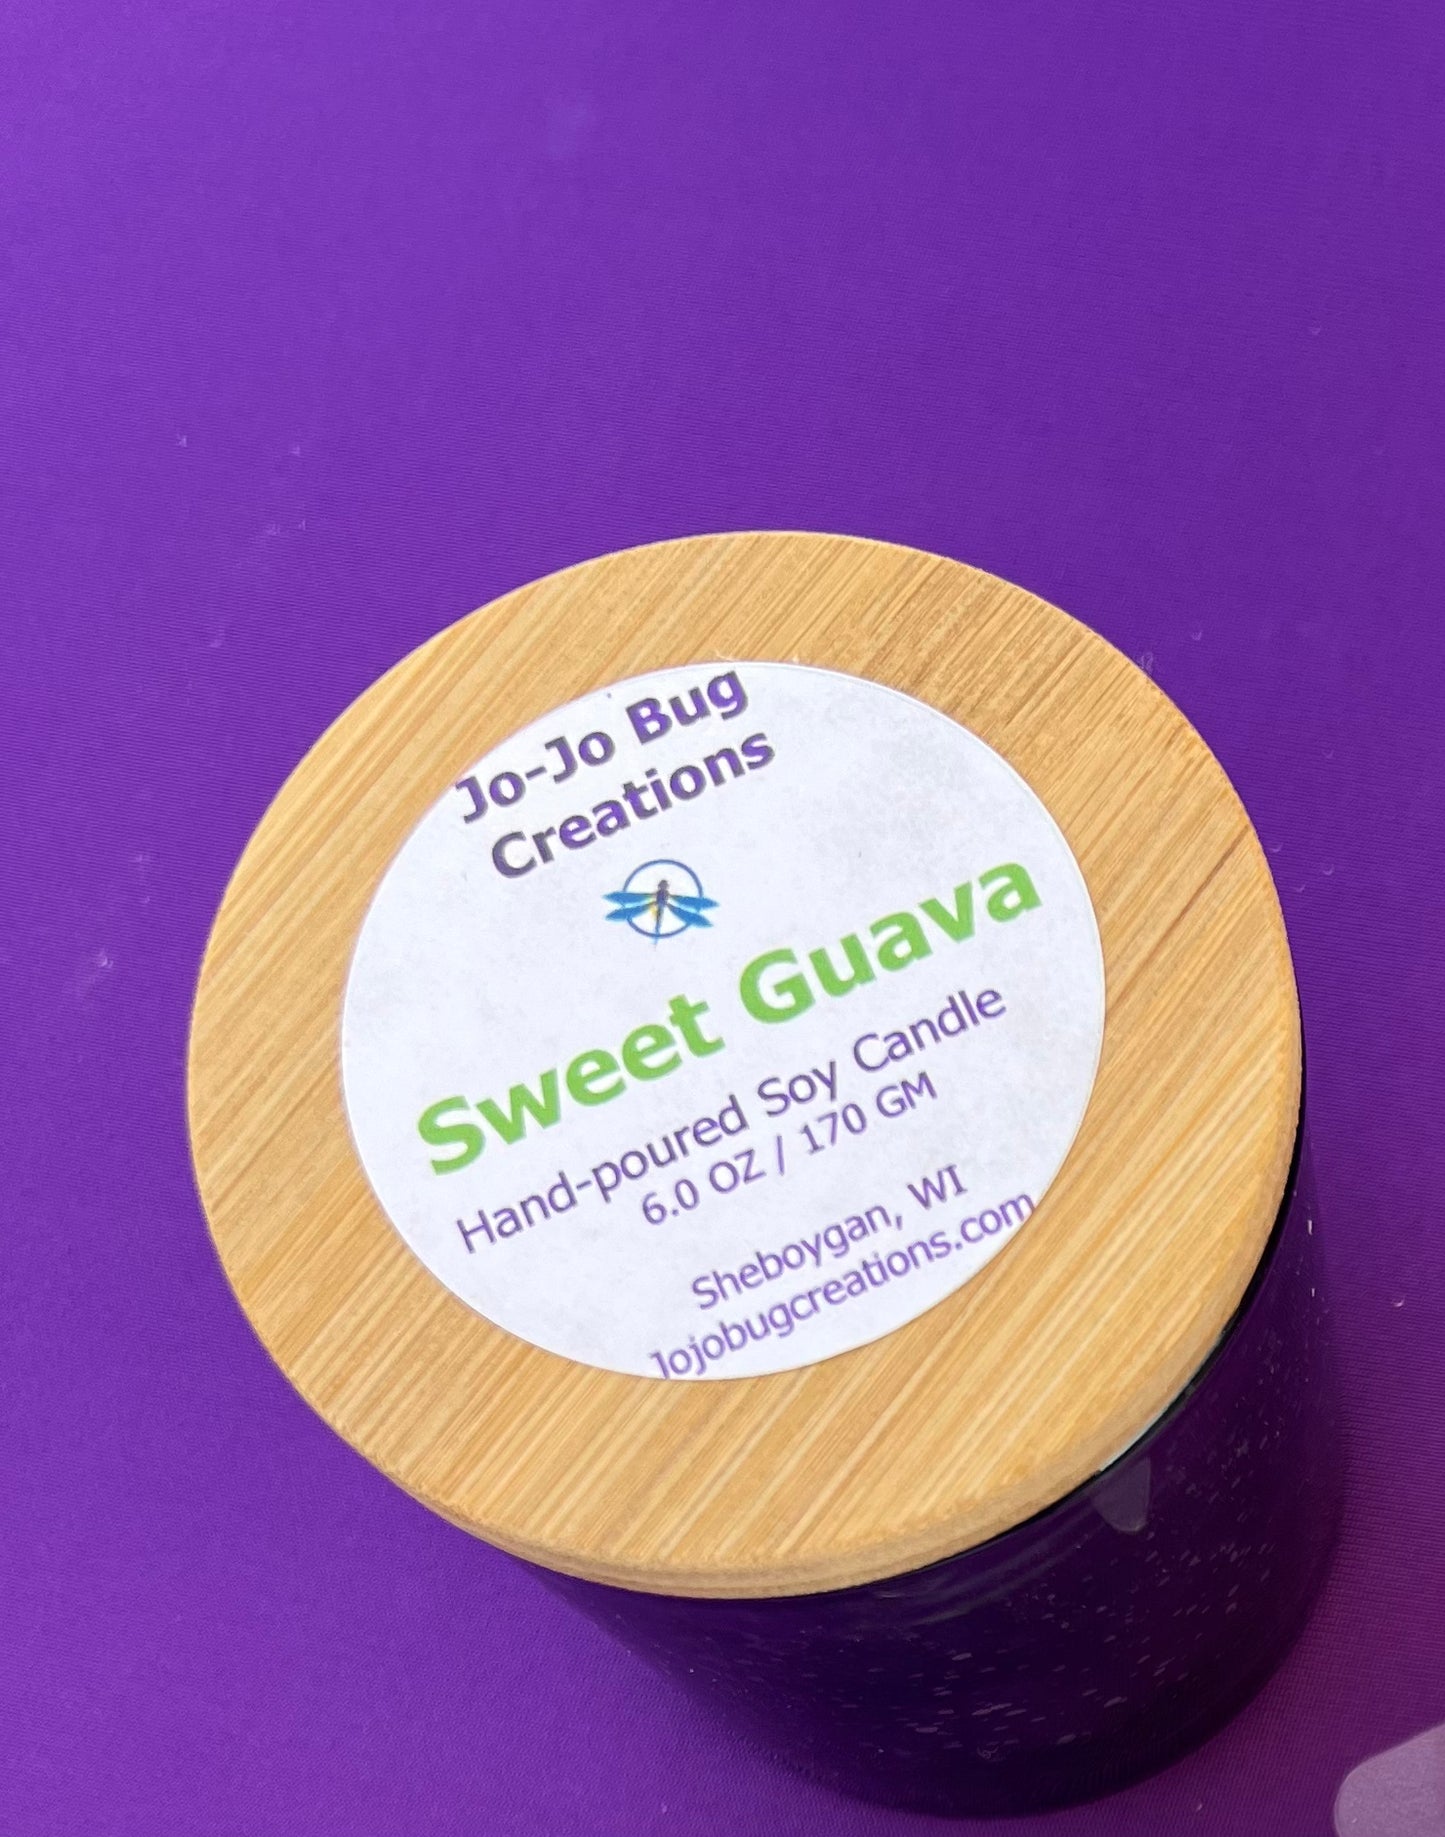 Jo-Jo Bug
Creations
Sweet Guava
Hand-poured Soy Candle
6.0 OZ / 170 GM
Sheboygan, WI
Jojobugcreations.com